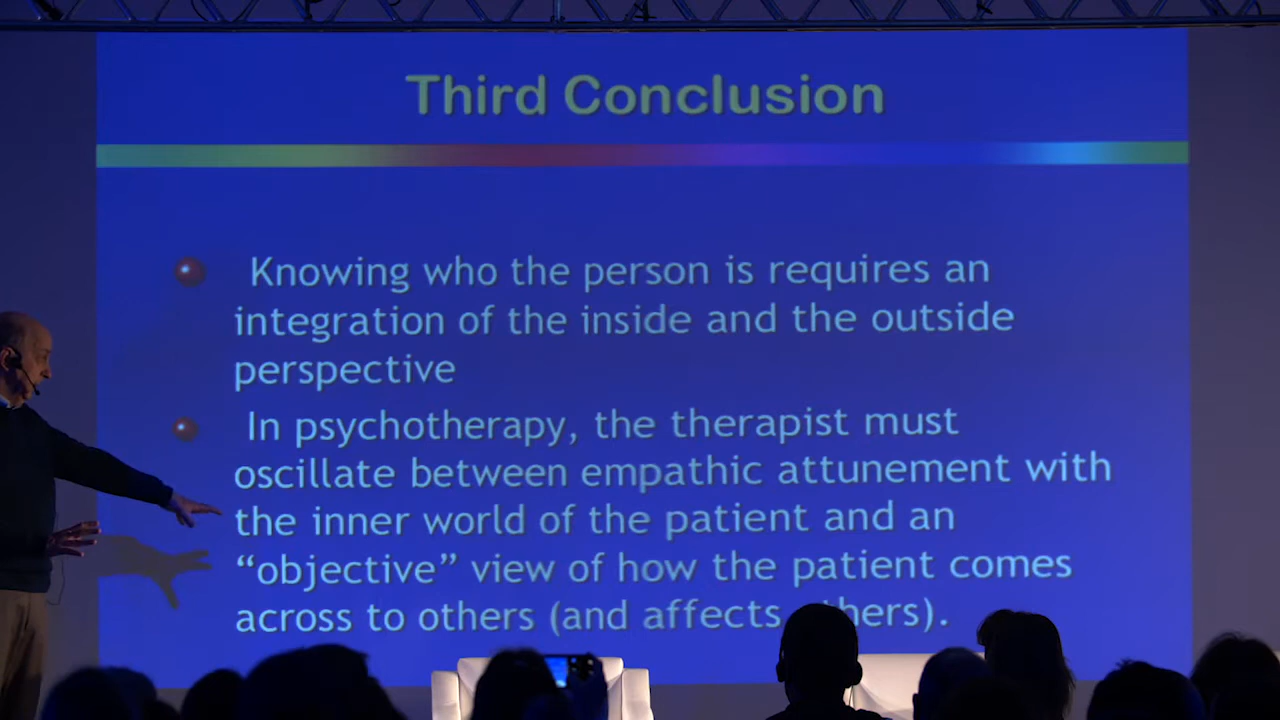 Third Conclusion
Knowing who the person is requires an
integration of the inside and the outside
perspective
In psychotherapy, the therapist must
oscillate between empathic attunement with
the inner world of the patient and an
“objective” view of how the patient comes
across to others (and affects others).